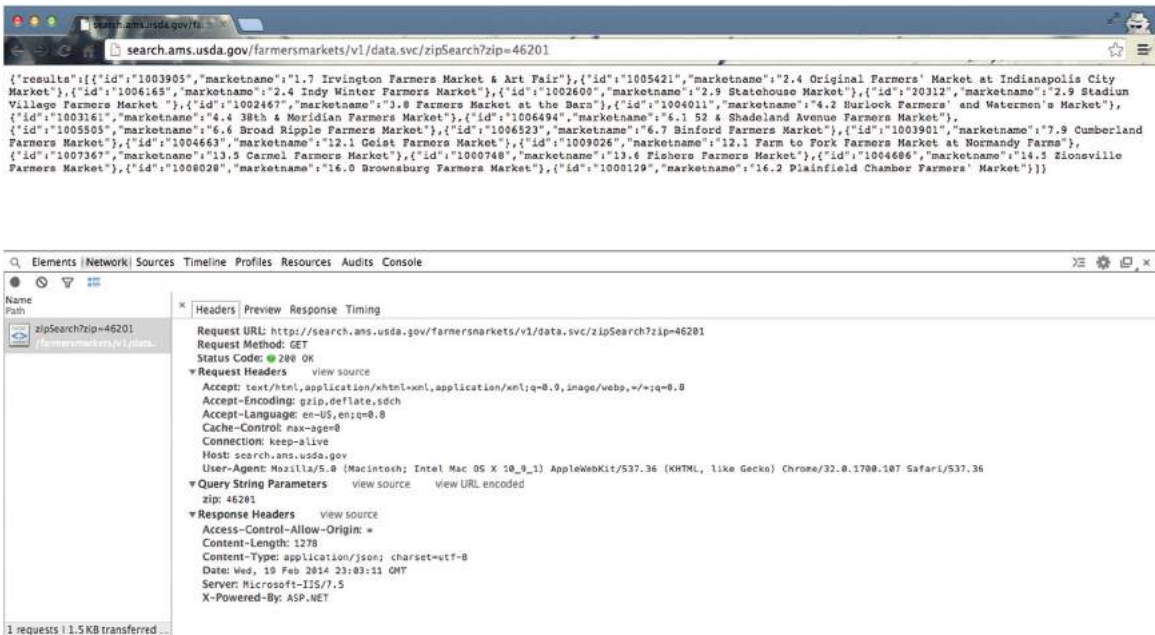 search.ams.usda.gov/fa
search.ams.usda.gov/farmersmarkets/v1/data.svc/zipSearch?zip=46201
{"results":[{"id":"1003905","marketname":"1.7 Irvington Farmers Market & Art Fair"},{"id":"1005421","marketname":"2.4 Original Farmers' Market at Indianapolis City
Market"},{"id":"1006165","marketname":"2.4 Indy Winter Farmers Market"},{"id":"1002600","marketname":"2.9 Statehouse Market"},{"id":"20312","marketname":"2.9 Stadium
Village Farmers Market "},{"id":"1002467","marketname":"3.8 Farmers Market at the Barn"},{"id":"1004011","marketname":"4.2 Hurlock Farmers' and Watermen's Market"},
{"id":"1003161","marketname":"4.4 38th & Meridian Farmers Market"},{"id":"1006494","marketname":"6.1 52 & Shadeland Avenue Farmers Market"},
{"id":"1005505","marketname":"6.6 Broad Ripple Farmers Market"},{"id":"1006523","marketname":"6.7 Binford Farmers Market"},{"id":"1003901","marketname":"7.9 Cumberland
Farmers Market"},{"id":"1004663","marketname":"12.1 Geist Farmers Market"},{"id":"1009026","marketname":"12.1 Farm to Fork Farmers Market at Normandy Farms"},
{"id":"1007367","marketname":"13.5 Carmel Farmers Market"},{"id":"1000748","marketname":"13.6 Fishers Farmers Market"},{"id":"1004686","marketname":"14.5 Zionsville
Farmers Market"},{"id":"1008028","marketname":"16.0 Brownsburg Farmers Market"},{"id":"1000129","marketname":"16.2 Plainfield Chamber Farmers' Market"}]}
Elements Network Sources Timeline Profiles Resources Audits Console
Name
Path
zipSearch?zip=46201
/farmersmarkets/v1/data.
Headers Preview Response Timing
Request URL: http://search.ams.usda.gov/farmersmarkets/v1/data.svc/zipSearch?zip=46201
Request Method: GET
Status Code: 200 OK
Request Headers view source
Accept: text/html,application/xhtml+xml,application/xml;q=0.9,image/webp,*/*;q=0.8
Accept-Encoding: gzip,deflate,sdch
Accept-Language: en-US,en;q=0.8
Cache-Control: max-age=0
Connection: keep-alive
Host: search.ams.usda.gov
User-Agent: Mozilla/5.0 (Macintosh; Intel Mac OS X 10_9_1) AppleWebKit/537.36 (KHTML, like Gecko) Chrome/32.0.1700.107 Safari/537.36
Query String Parameters view source view URL encoded
zip: 46201
Response Headers view source
Access-Control-Allow-Origin: *
Content-Length: 1278
Content-Type: application/json; charset=utf-8
Date: Wed, 19 Feb 2014 23:03:11 GMT
Server: Microsoft-IIS/7.5
X-Powered-By: ASP.NET
1 requests | 1.5 KB transferred ...